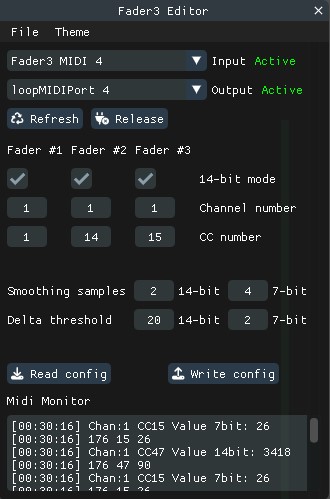 Fader3 Editor
File Theme
Fader3 MIDI 4 Input Active
loopMIDIPort 4 Output Active
Refresh Release
Fader #1 Fader #2 Fader #3
14-bit mode
1 1 1 Channel number
1 14 15 CC number
Smoothing samples 2 14-bit 4 7-bit
Delta threshold 20 14-bit 2 7-bit
Read config Write config
Midi Monitor
[00:30:16] Chan:1 CC15 Value 7bit: 26
[00:30:16] 176 15 26
[00:30:16] Chan:1 CC47 Value 14bit: 3418
[00:30:16] 176 47 90
[00:30:16] Chan:1 CC15 Value 7bit: 26
[00:30:16] 176 15 26